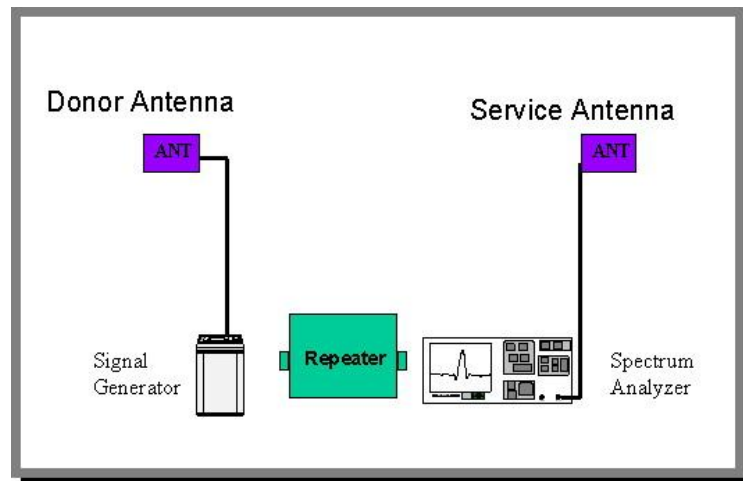 Donor Antenna
Service Antenna
ANT
ANT
Signal
Generator
Repeater
Spectrum
Analyzer